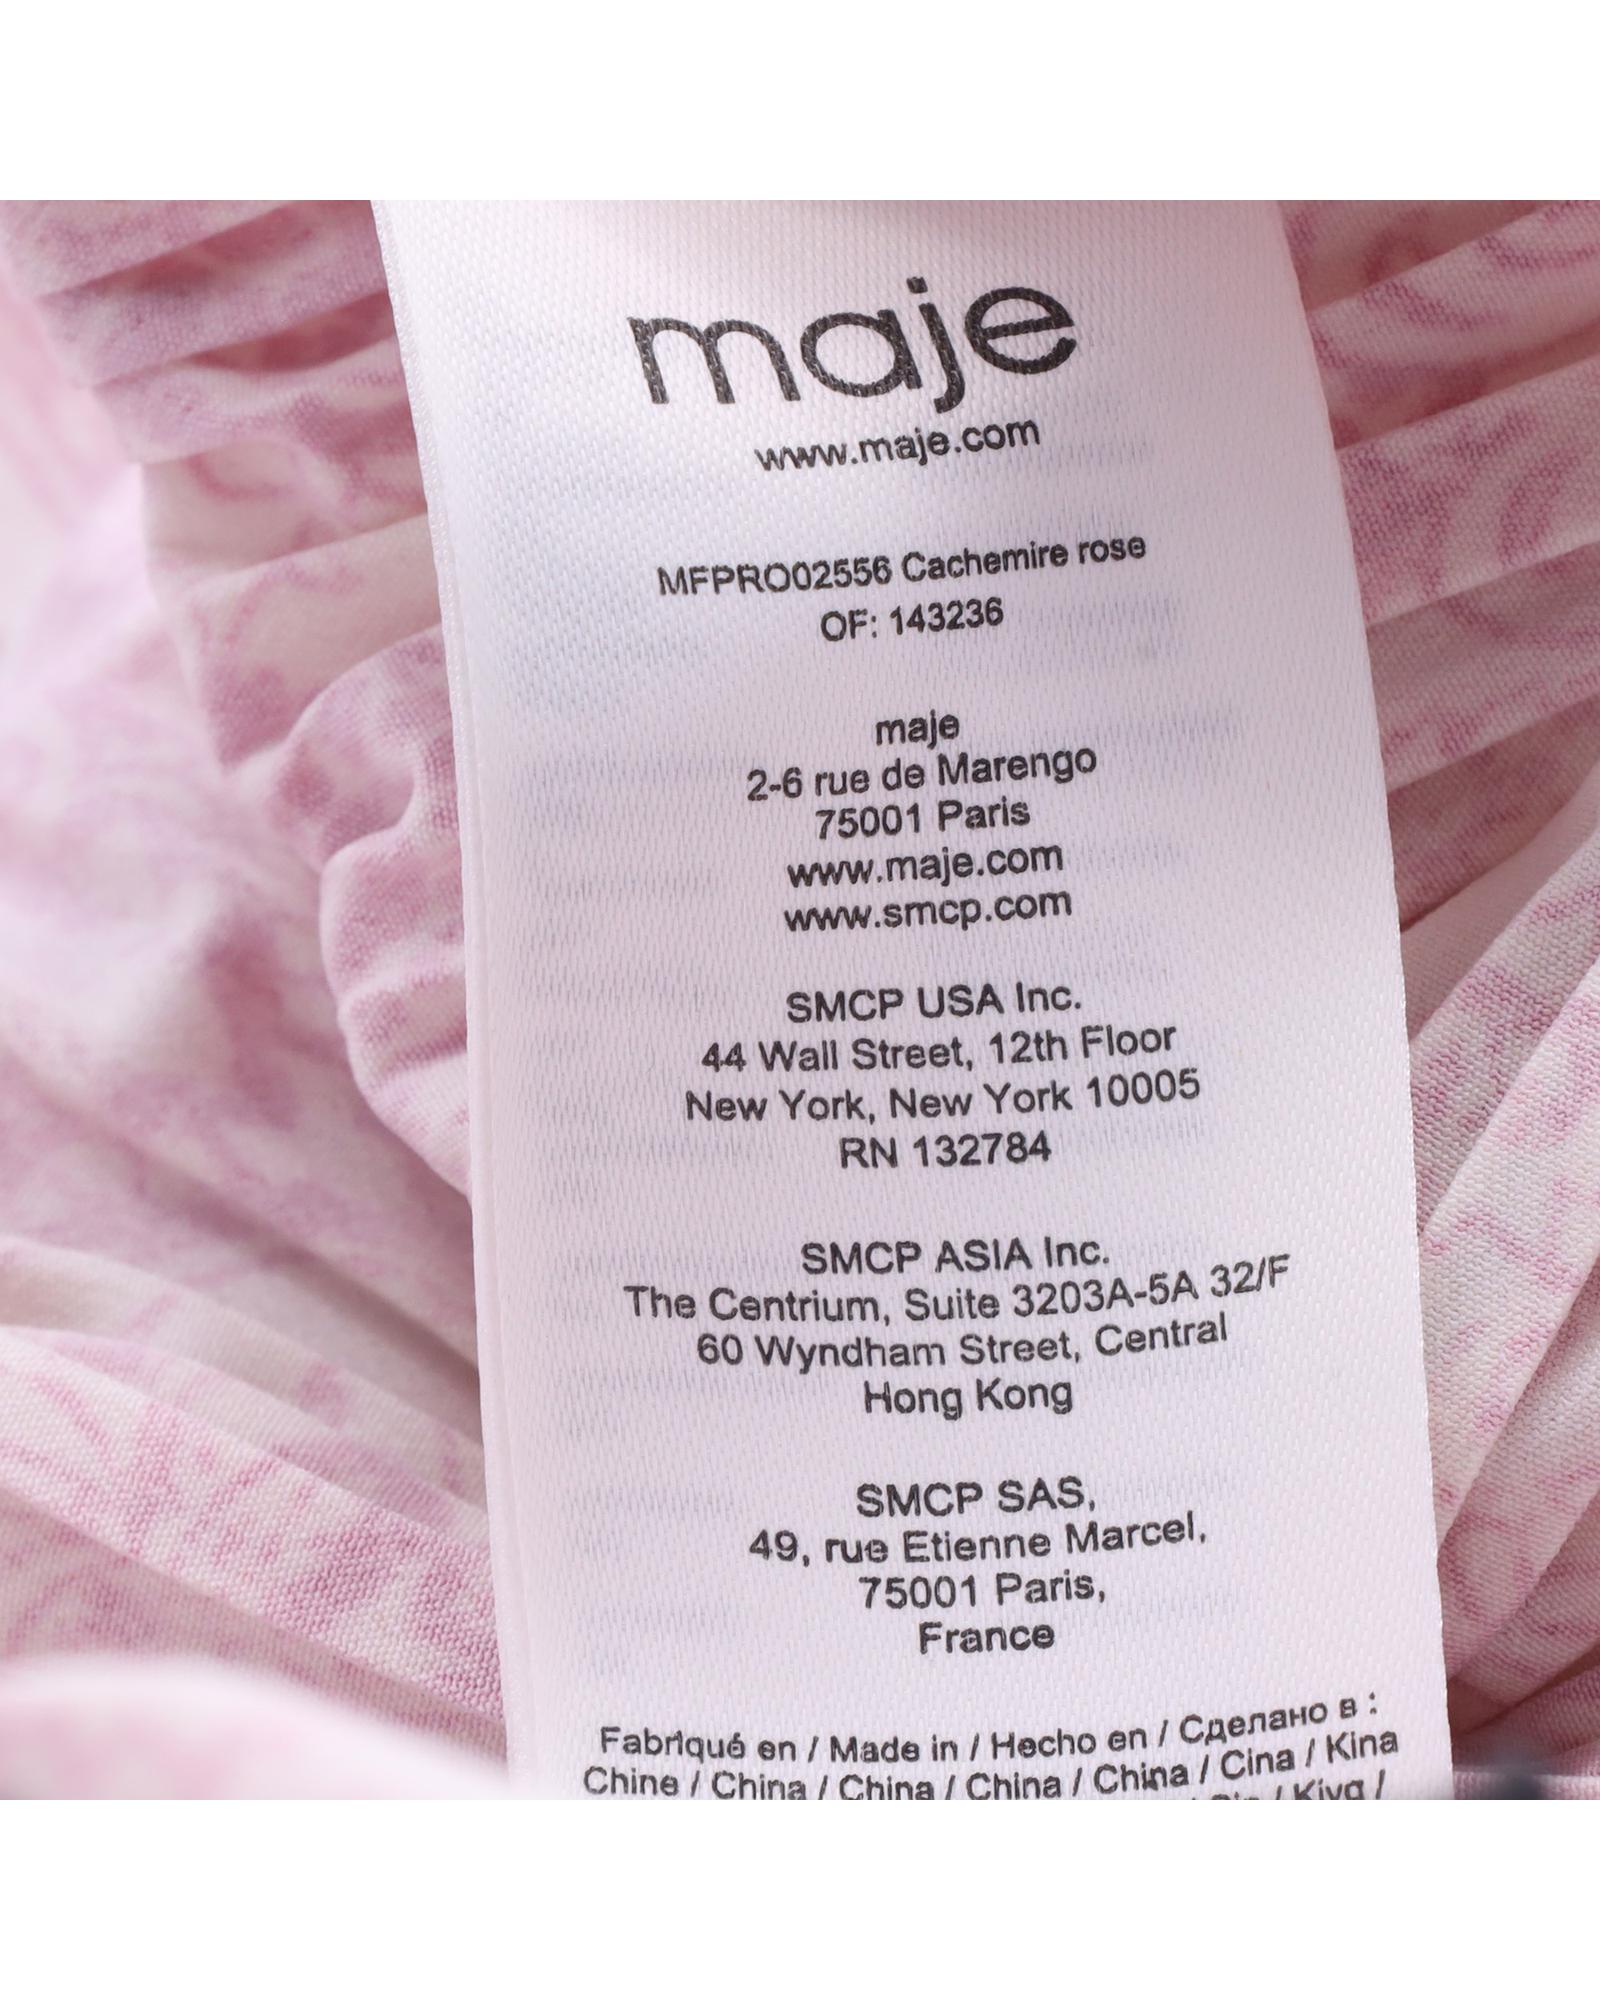 maje
www.maje.com
MFPRO02556 Cachemire rose
OF: 143236
maje
2-6 rue de Marengo
75001 Paris
www.maje.com
www.smcp.com
SMCP USA Inc.
44 Wall Street, 12th Floor
New York, New York 10005
RN 132784
SMCP ASIA Inc.
The Centrium, Suite 3203A-5A 32/F
60 Wyndham Street, Central
Hong Kong
SMCP SAS,
49, rue Etienne Marcel,
75001 Paris,
France
Fabriqué en / Made in / Hecho en / Сделано в :
Chine / China / China / China / China / Cina / Kina
/ Kiva /